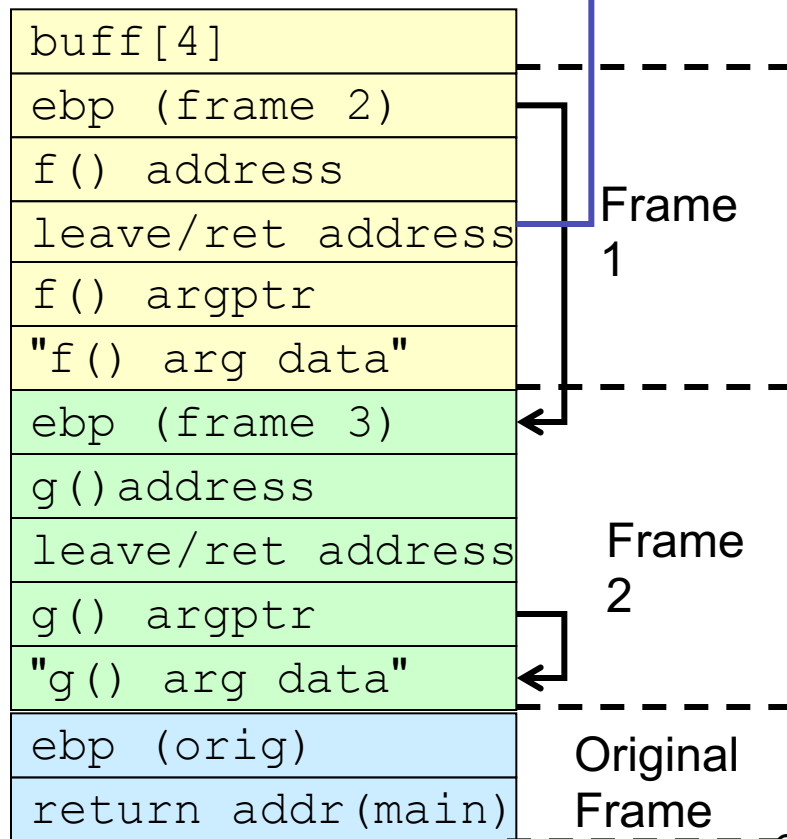 buff[4]
ebp (frame 2)
f() address
leave/ret address
f() argptr
"f() arg data"
Frame
1
ebp (frame 3)
g()address
leave/ret address
g() argptr
"g() arg data"
Frame
2
ebp (orig)
return addr(main)
Original
Frame